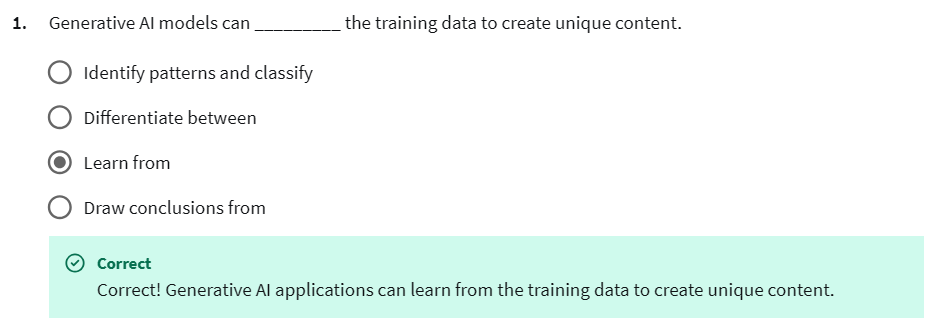 1. Generative AI models can _________ the training data to create unique content.
Identify patterns and classify
Differentiate between
Learn from
Draw conclusions from
Correct
Correct! Generative AI applications can learn from the training data to create unique content.